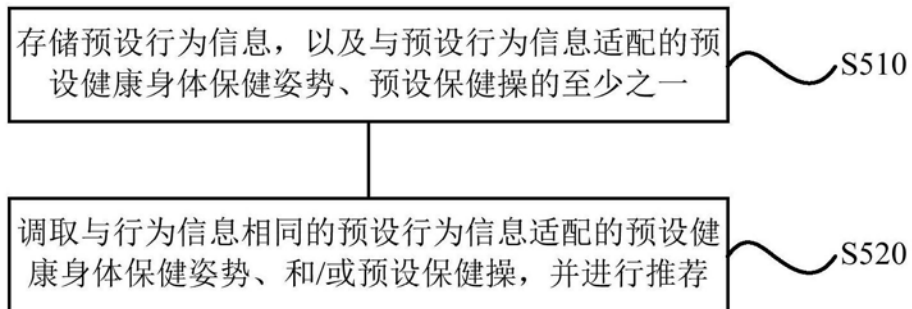 存储预设行为信息，以及与预设行为信息适配的预
设健康身体保健姿势、预设保健操的至少之一
S510
调取与行为信息相同的预设行为信息适配的预设健
康身体保健姿势、和/或预设保健操，并进行推荐
S520